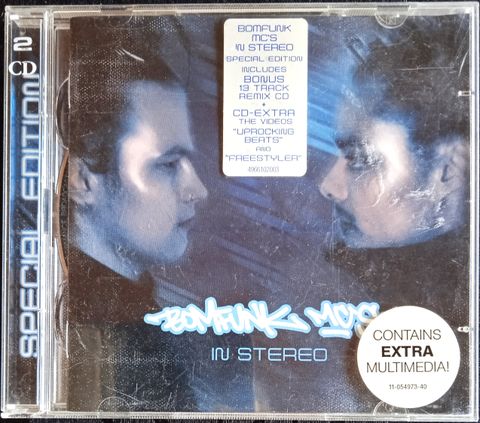 2
CD
SPECIAL EDITION
BOMFUNK
MC'S
IN STEREO
SPECIAL EDITION
INCLUDES
BONUS
13 TRACK
REMIX CD
+
CD-EXTRA
THE VIDEOS
"UPROCKING
BEATS"
AND
"FREESTYLER"
4966102003
BOMFUNK MC'S
IN STEREO
CONTAINS
EXTRA
MULTIMEDIA!
11-054973-40